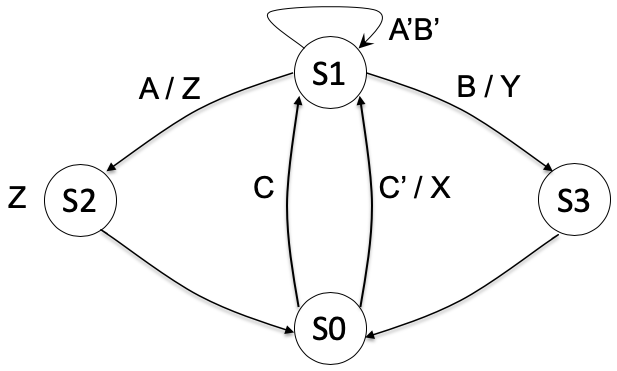 A’B’
S1
A / Z
B / Y
Z
S2
C
C’ / X
S3
S0